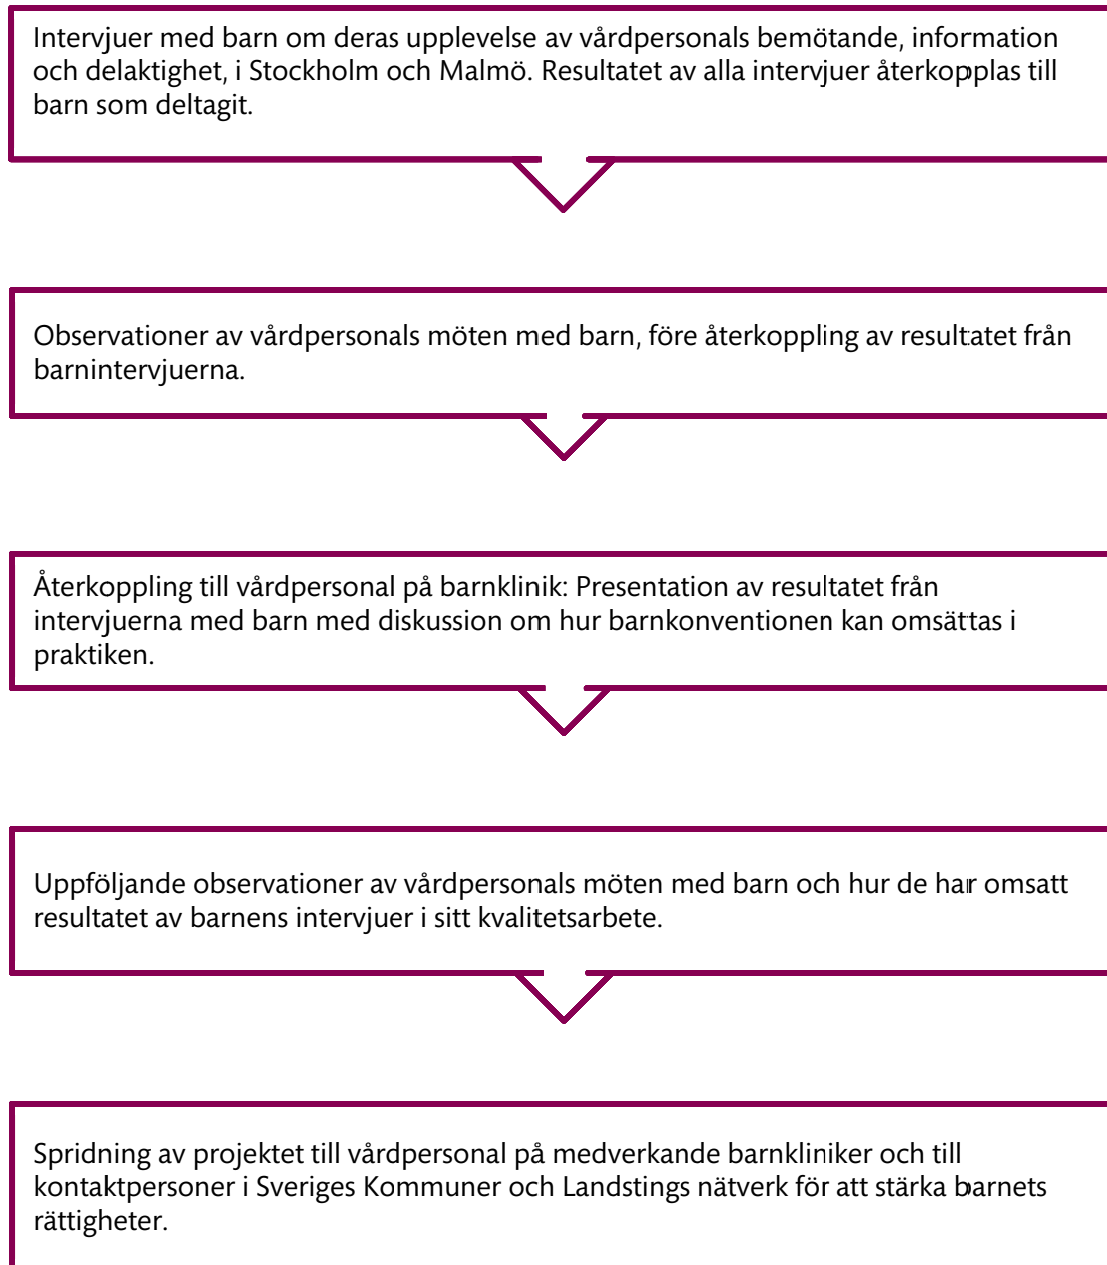 Intervjuer med barn om deras upplevelse av vårdpersonals bemötande, information
och delaktighet, i Stockholm och Malmö. Resultatet av alla intervjuer återkopplas till
barn som deltagit.
Observationer av vårdpersonals möten med barn, före återkoppling av resultatet från
barnintervjuerna.
Återkoppling till vårdpersonal på barnklinik: Presentation av resultatet från
intervjuerna med barn med diskussion om hur barnkonventionen kan omsättas i
praktiken.
Uppföljande observationer av vårdpersonals möten med barn och hur de har omsatt
resultatet av barnens intervjuer i sitt kvalitetsarbete.
Spridning av projektet till vårdpersonal på medverkande barnkliniker och till
kontaktpersoner i Sveriges Kommuner och Landstings nätverk för att stärka barnets
rättigheter.